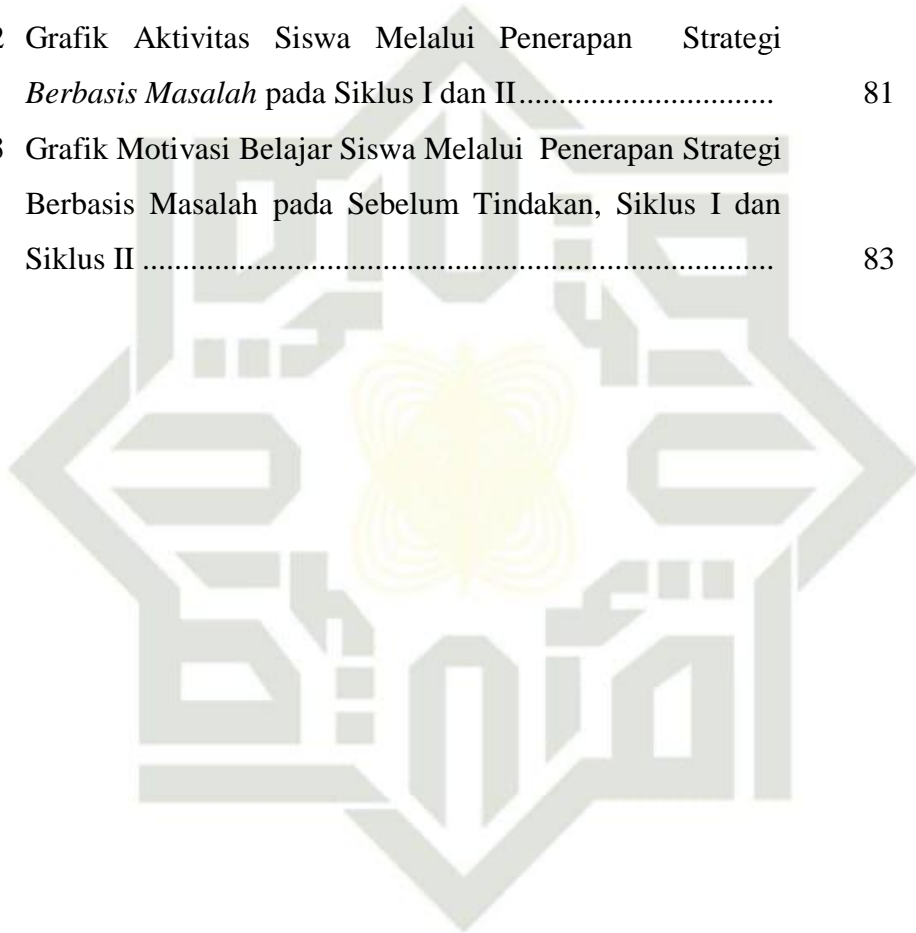 2 Grafik Aktivitas Siswa Melalui Penerapan Strategi
Berbasis Masalah pada Siklus I dan II............................... 81
3 Grafik Motivasi Belajar Siswa Melalui Penerapan Strategi
Berbasis Masalah pada Sebelum Tindakan, Siklus I dan
Siklus II ............................................................................... 83